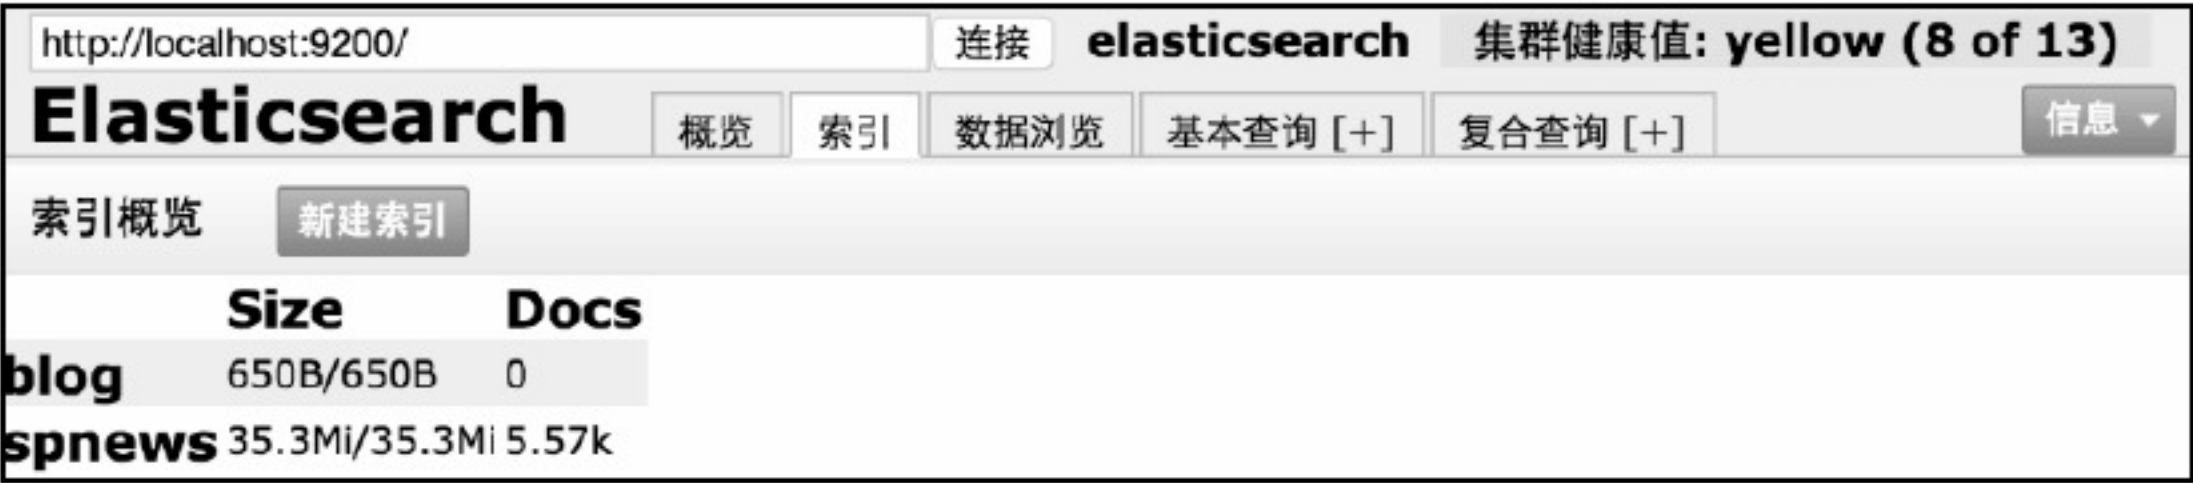 http://localhost:9200/ 连接 elasticsearch 集群健康值: yellow (8 of 13)
Elasticsearch 概览 索引 数据浏览 基本查询 [+] 复合查询 [+] 信息
索引概览 新建索引
Size Docs
blog 650B/650B 0
spnews 35.3Mi/35.3Mi 5.57k